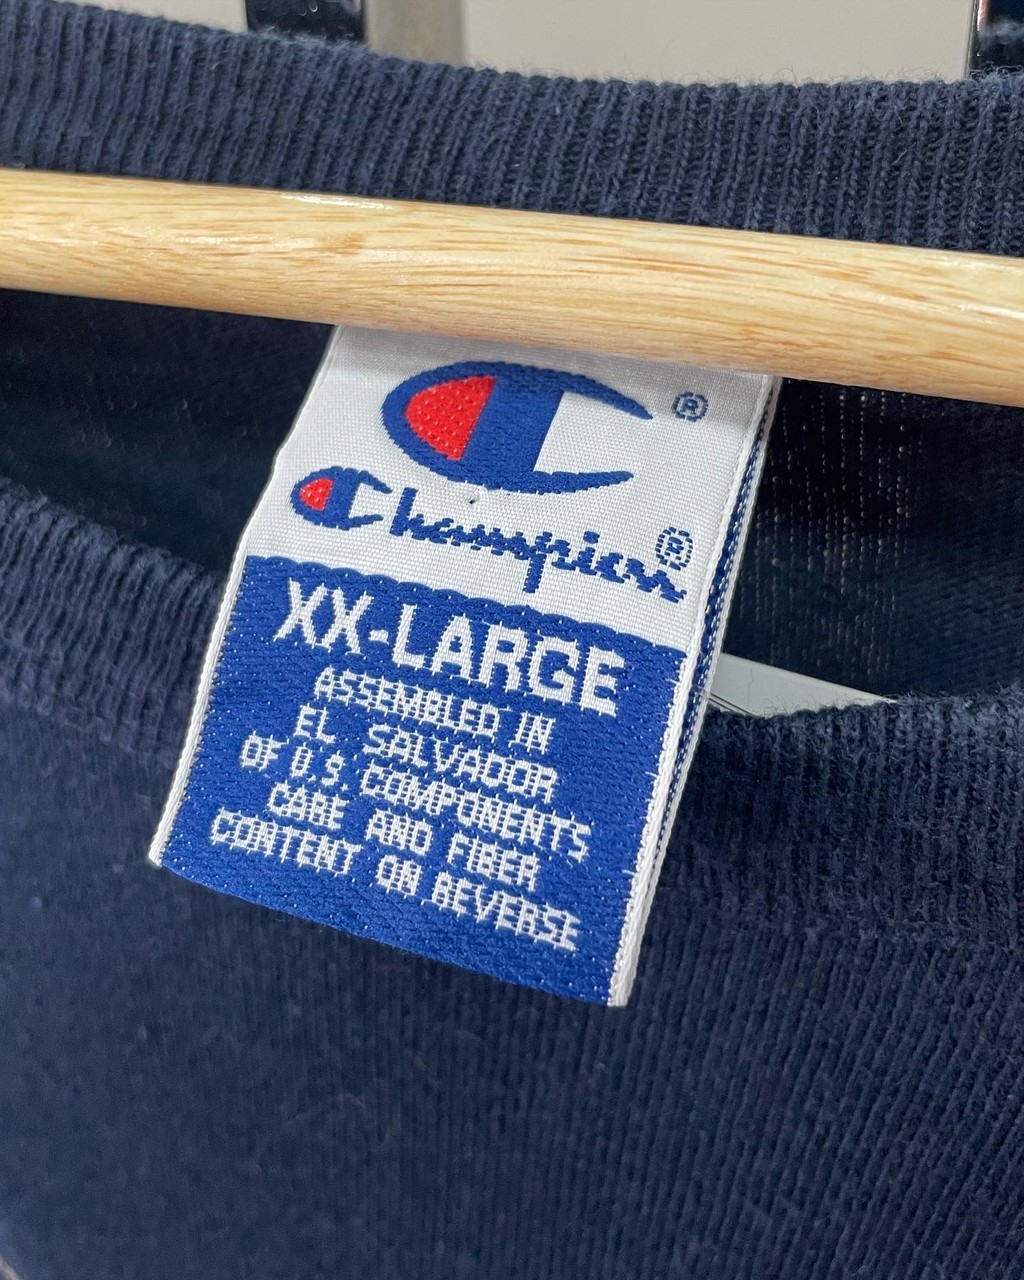 ®
Champion®
XX-LARGE
ASSEMBLED IN
EL SALVADOR
OF U.S. COMPONENTS
CARE AND FIBER
CONTENT ON REVERSE